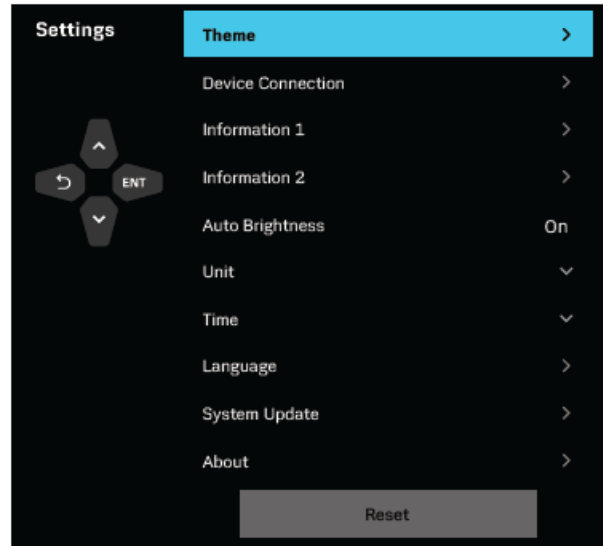 Settings
Theme
Device Connection
Information 1
Information 2
Auto Brightness On
Unit
Time
Language
System Update
About
Reset
ENT